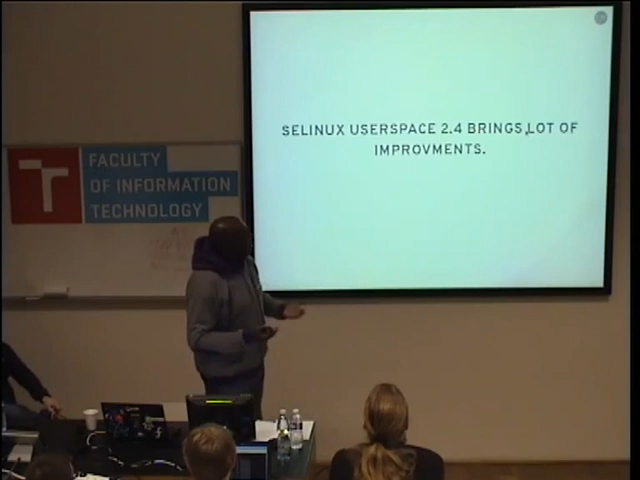 SELINUX USERSPACE 2.4 BRINGS LOT OF
IMPROVMENTS.
FACULTY
OF INFORMATION
TECHNOLOGY